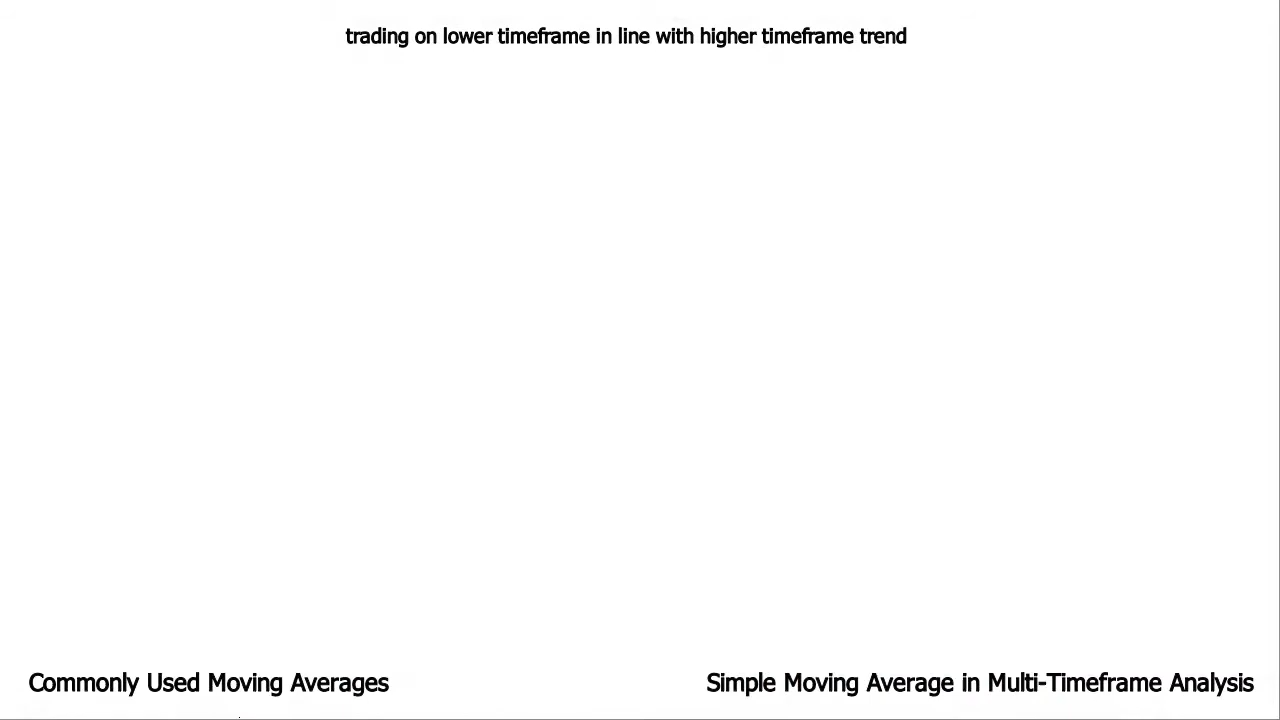 trading on lower timeframe in line with higher timeframe trend
Commonly Used Moving Averages
Simple Moving Average in Multi-Timeframe Analysis